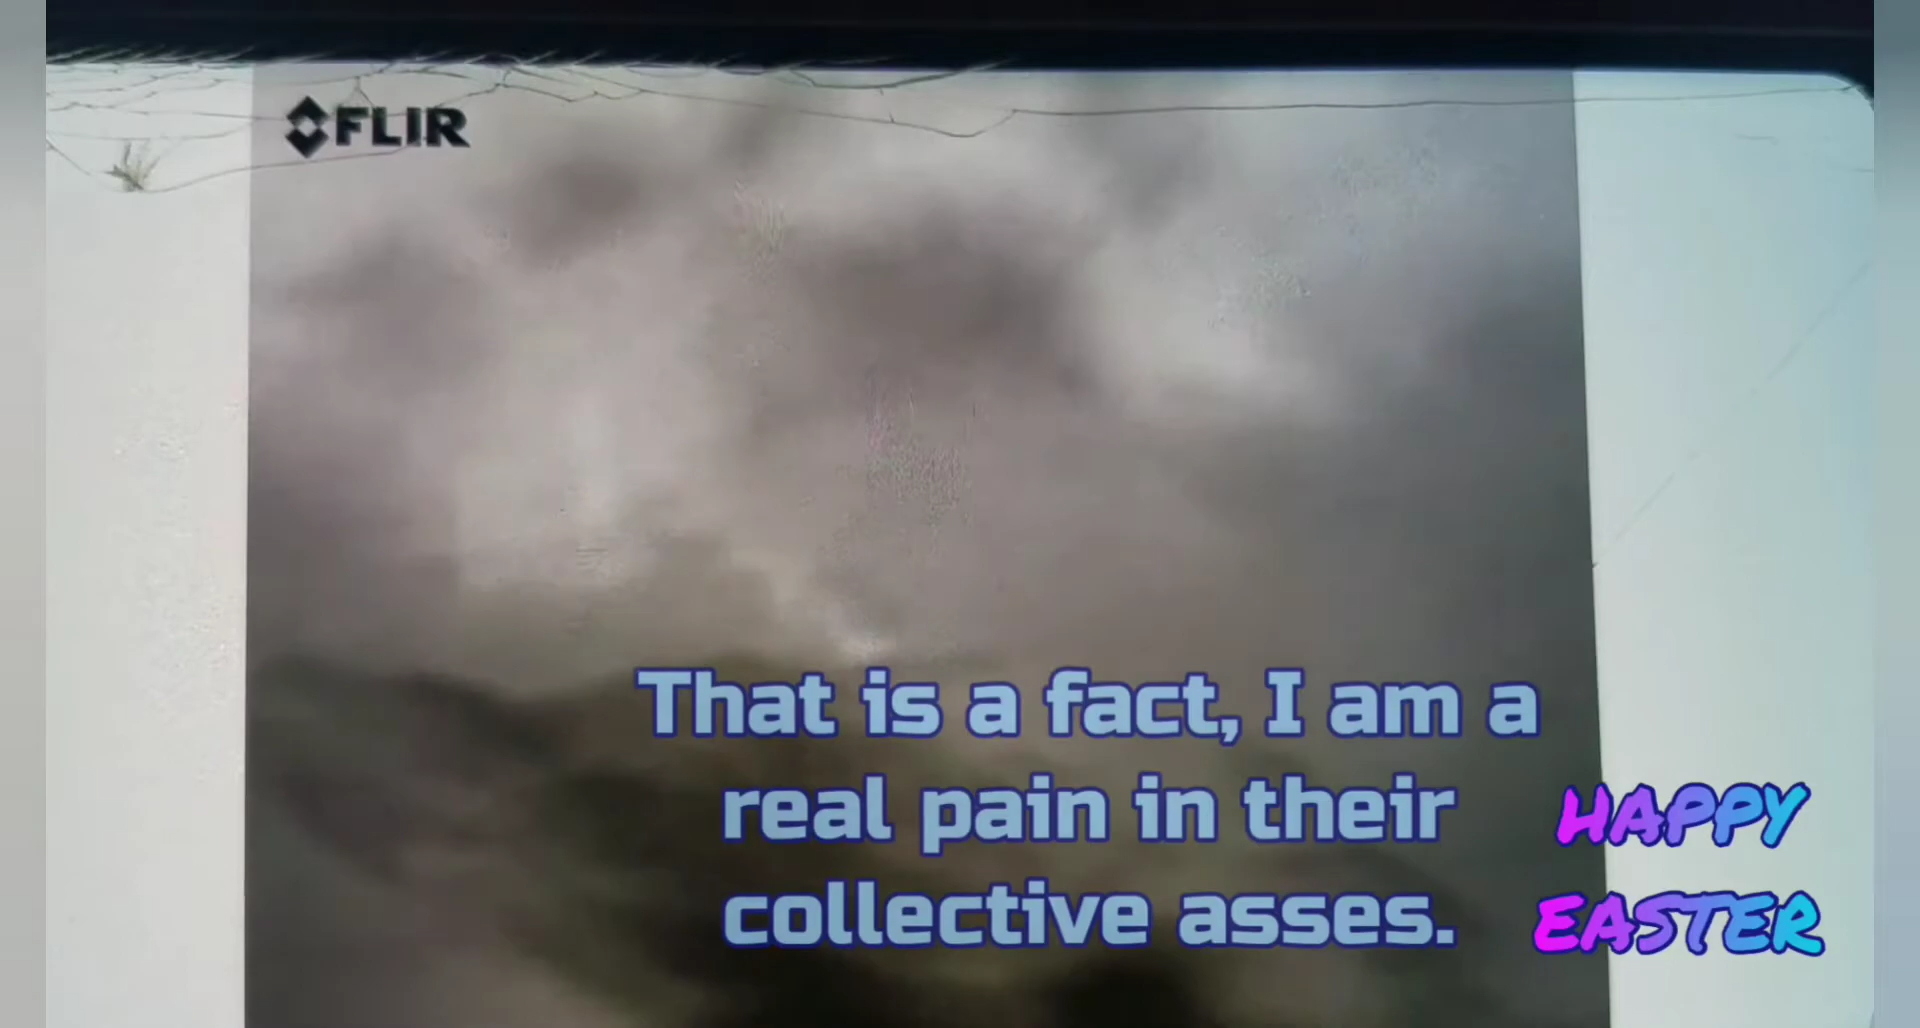 FLIR
That is a fact, I am a
real pain in their
collective asses.
HAPPY
EASTER